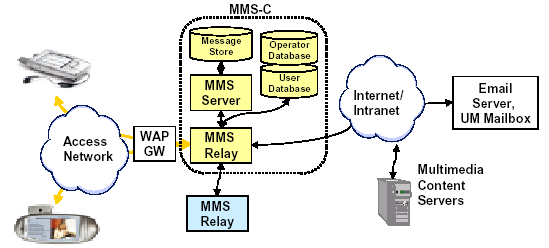 MMS-C
Message
Store
Operator
Database
User
Database
MMS
Server
Access
Network
WAP
GW
MMS
Relay
MMS
Relay
Internet/
Intranet
Email
Server,
UM Mailbox
Multimedia
Content
Servers